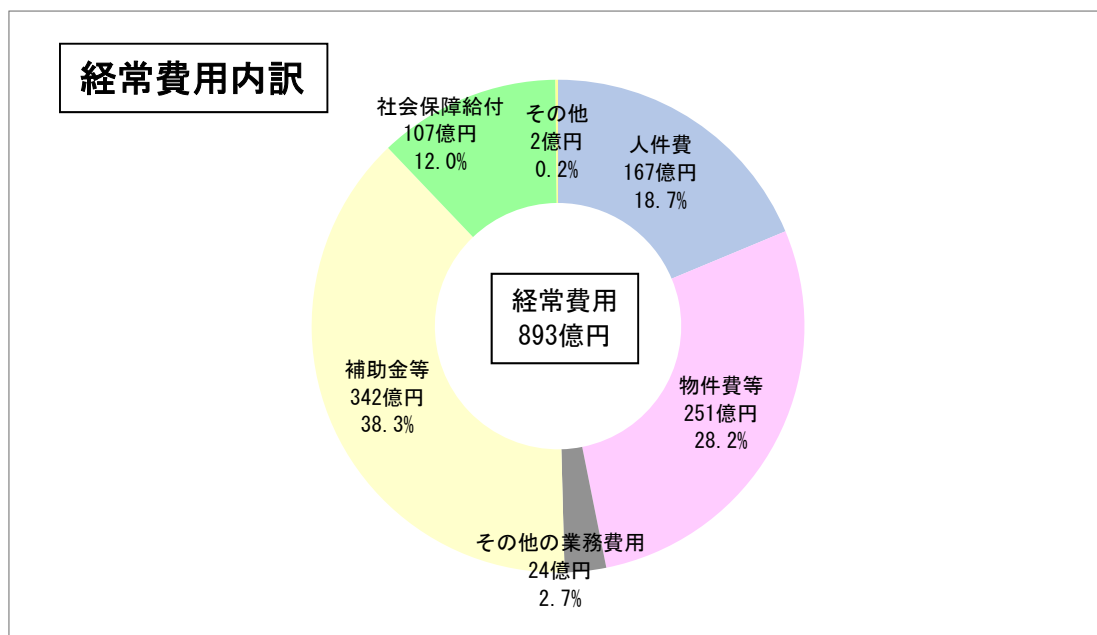 経常費用内訳
社会保障給付
107億円
12.0%
その他
2億円
0.2%
人件費
167億円
18.7%
経常費用
893億円
補助金等
342億円
38.3%
物件費等
251億円
28.2%
その他の業務費用
24億円
2.7%